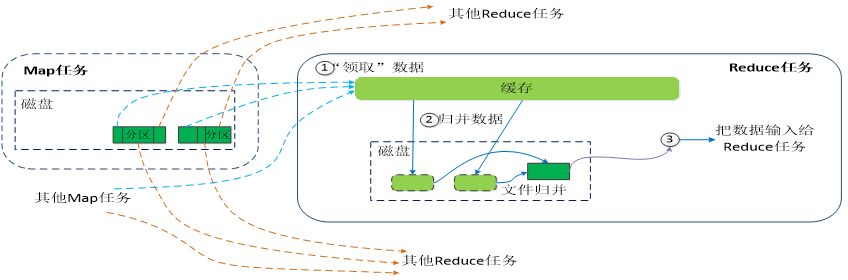 其他Reduce任务
Map任务
磁盘
分区
分区
其他Map任务
①“领取”数据
Reduce任务
缓存
②归并数据
磁盘
文件归并
③
把数据输入给
Reduce任务
其他Reduce任务